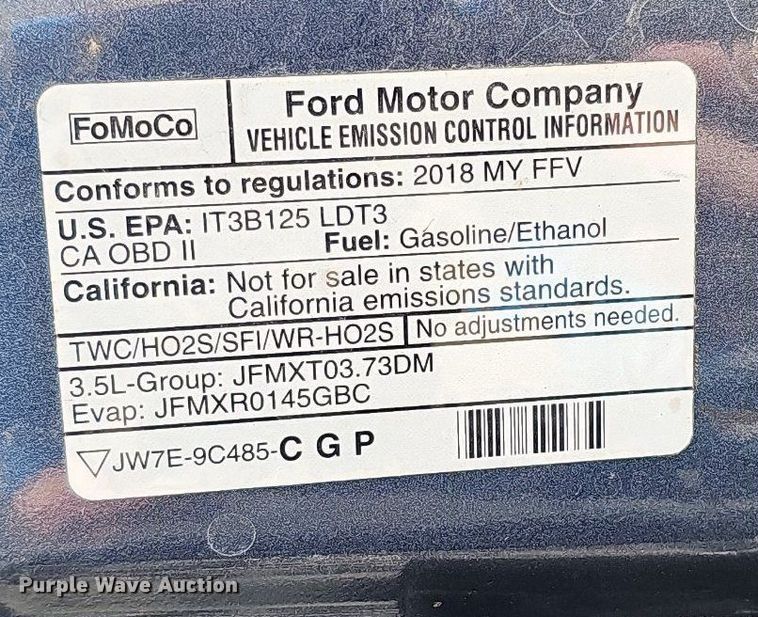 FoMoCo
Ford Motor Company
VEHICLE EMISSION CONTROL INFORMATION
Conforms to regulations: 2018 MY FFV
U.S. EPA: IT3B125 LDT3
CA OBD II Fuel: Gasoline/Ethanol
California: Not for sale in states with
California emissions standards.
TWC/HO2S/SFI/WR-HO2S No adjustments needed.
3.5L-Group: JFMXT03.73DM
Evap: JFMXR0145GBC
JW7E-9C485-C G P
Purple Wave Auction